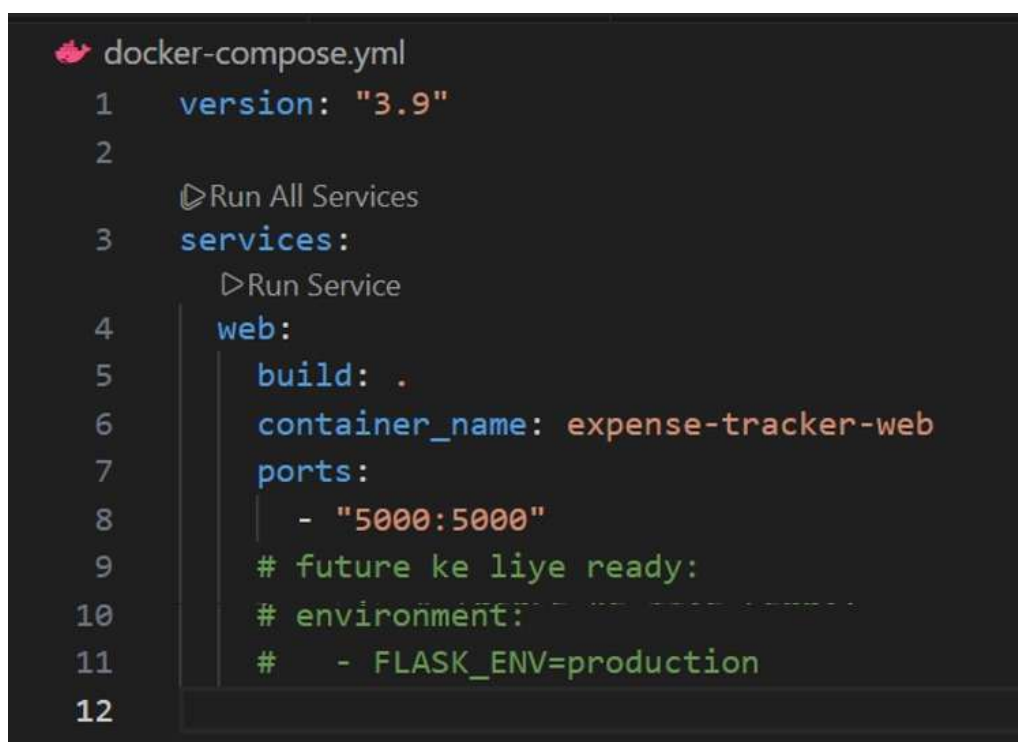 docker-compose.yml
1 version: "3.9"
2
Run All Services
3 services:
Run Service
4 web:
5 build: .
6 container_name: expense-tracker-web
7 ports:
8 - "5000:5000"
9 # future ke liye ready:
10 # environment:
11 # - FLASK_ENV=production
12